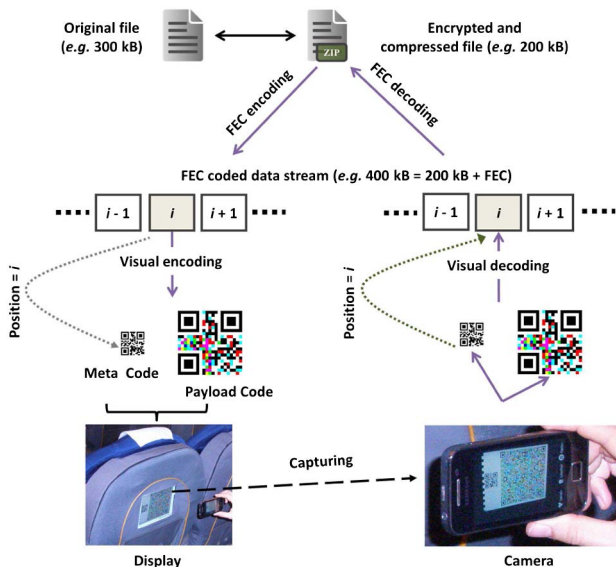 Original file
(e.g. 300 kB)
ZIP
Encrypted and
compressed file (e.g. 200 kB)
FEC encoding
FEC decoding
FEC coded data stream (e.g. 400 kB = 200 kB + FEC)
i - 1
i
i + 1
i - 1
i
i + 1
Visual encoding
Visual decoding
Position = i
Position = i
Meta Code
Payload Code
Capturing
Display
Camera